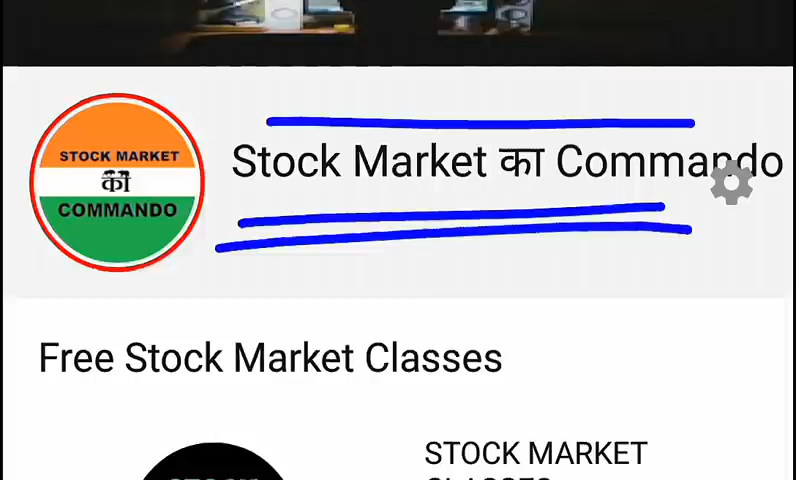 STOCK MARKET
का
COMMANDO
Stock Market का Commando
Free Stock Market Classes
STOCK MARKET